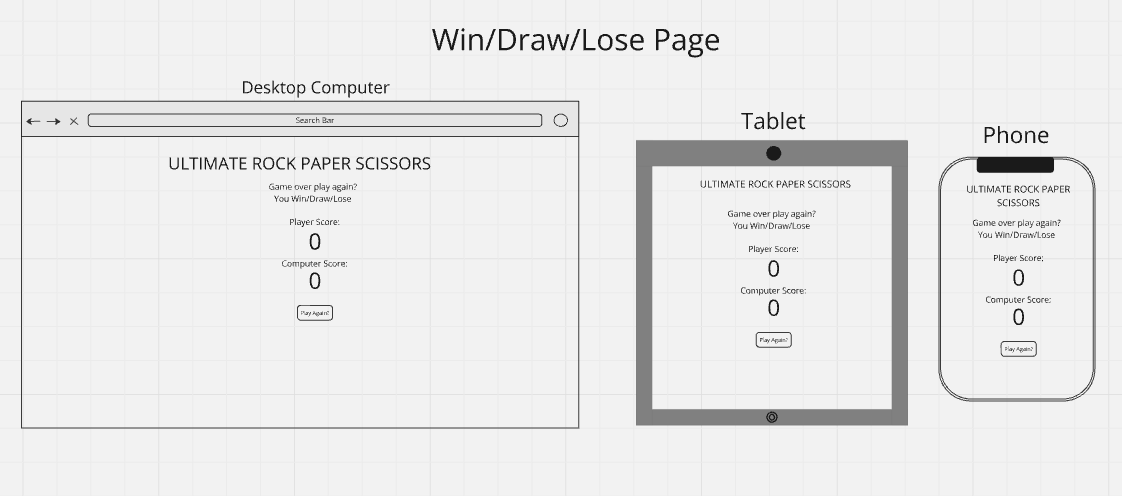 Win/Draw/Lose Page
Desktop Computer
Search Bar
ULTIMATE ROCK PAPER SCISSORS
Game over play again?
You Win/Draw/Lose
Player Score:
0
Computer Score:
0
Play Again?
Tablet
ULTIMATE ROCK PAPER SCISSORS
Game over play again?
You Win/Draw/Lose
Player Score:
0
Computer Score:
0
Play Again?
Phone
ULTIMATE ROCK PAPER
SCISSORS
Game over play again?
You Win/Draw/Lose
Player Score:
0
Computer Score:
0
Play Again?